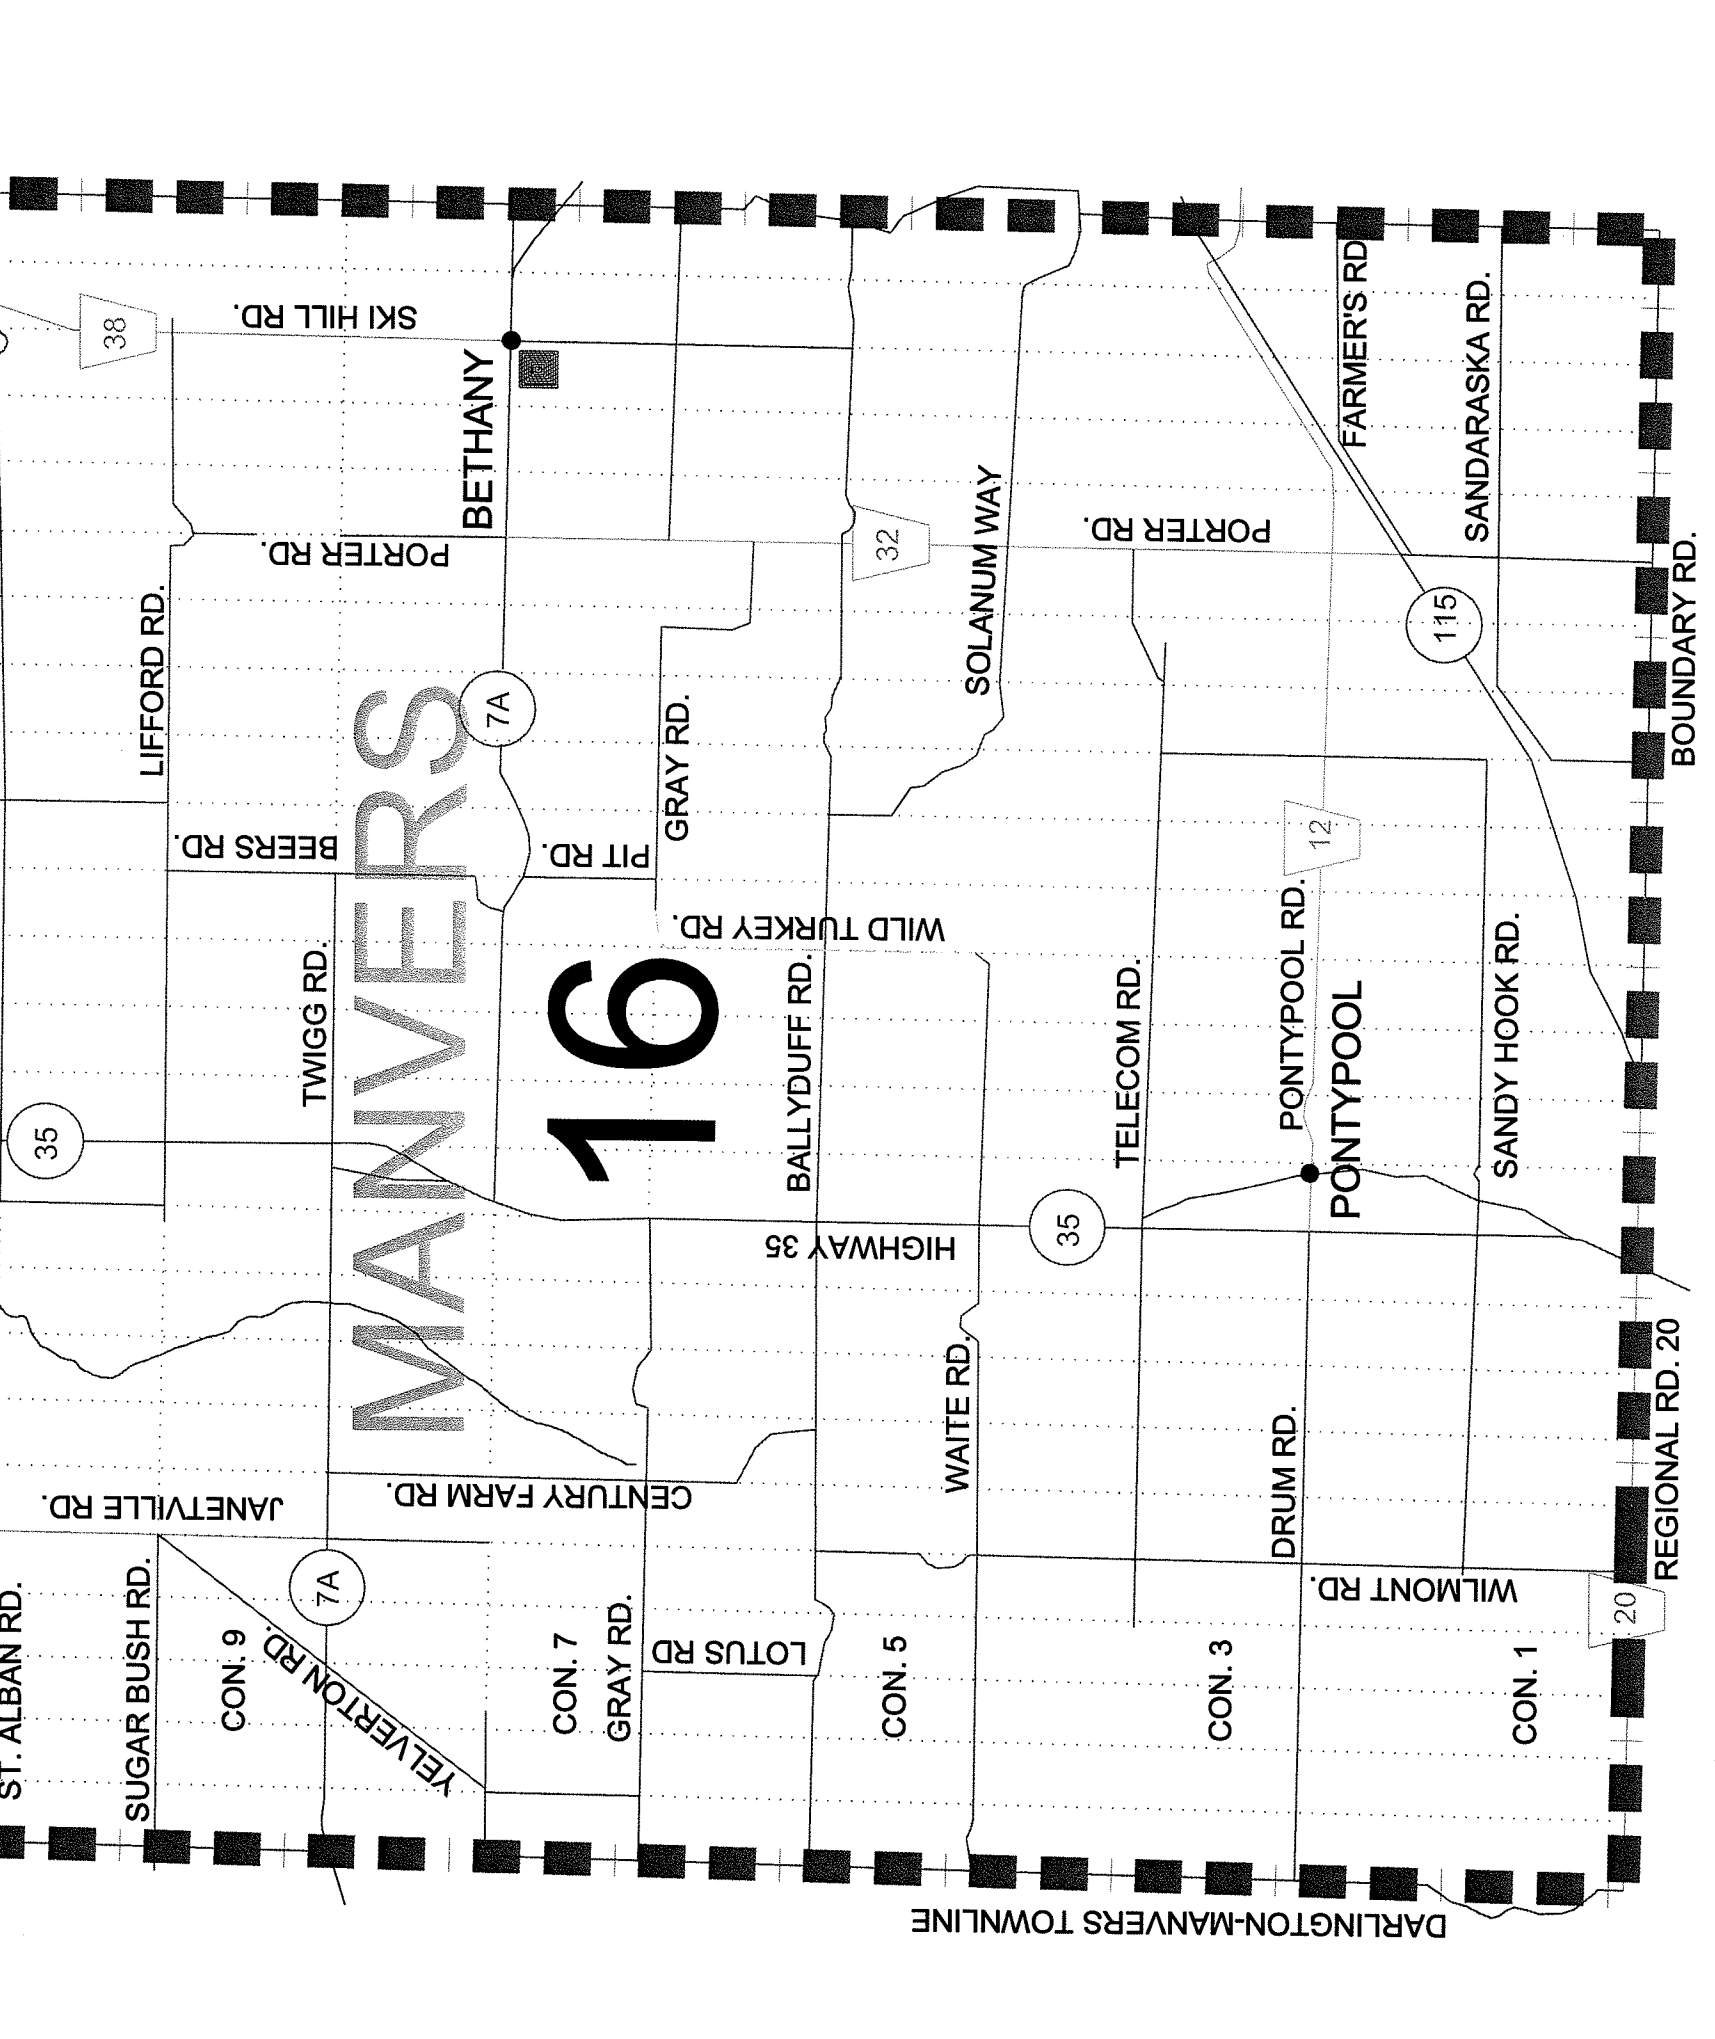 ST. ALBAN RD.
SUGAR BUSH RD.
JANETVILLE RD.
35
LIFFORD RD.
38
SKI HILL RD.
CON. 9
YELVERTON RD.
7A
TWIGG RD.
BEERS RD.
PORTER RD.
MANVERS
CENTURY FARM RD.
7A
BETHANY
CON. 7
16
PIT RD.
GRAY RD.
GRAY RD.
LOTUS RD
WILD TURKEY RD.
BALLYDUFF RD.
HIGHWAY 35
32
CON. 5
WAITE RD.
SOLANUM WAY
35
TELECOM RD.
PORTER RD.
CON. 3
DRUM RD.
PONTYPOOL RD.
12
PONTYPOOL
FARMER'S RD
WILMONT RD.
115
SANDY HOOK RD.
SANDARASKA RD.
CON. 1
20
REGIONAL RD. 20
BOUNDARY RD.
DARLINGTON-MANVERS TOWNLINE